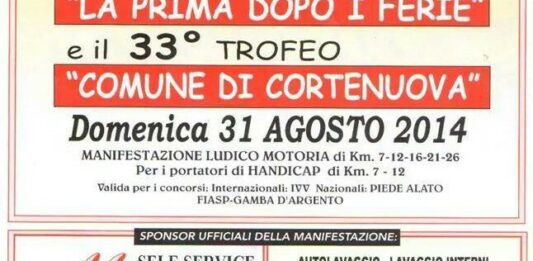 "LA PRIMA DOPO I FERIE"
e il 33° TROFEO
"COMUNE DI CORTENUOVA"
Domenica 31 AGOSTO 2014
MANIFESTAZIONE LUDICO MOTORIA di Km. 7-12-16-21-26
Per i portatori di HANDICAP di Km. 7 - 12
Valida per i concorsi: Internazionali: IVV Nazionali: PIEDE ALATO
FIASP-GAMBA D'ARGENTO
SPONSOR UFFICIALI DELLA MANIFESTAZIONE:
SELF SERVICE
AUTOLAVAGGIO - LAVAGGIO INTERNI